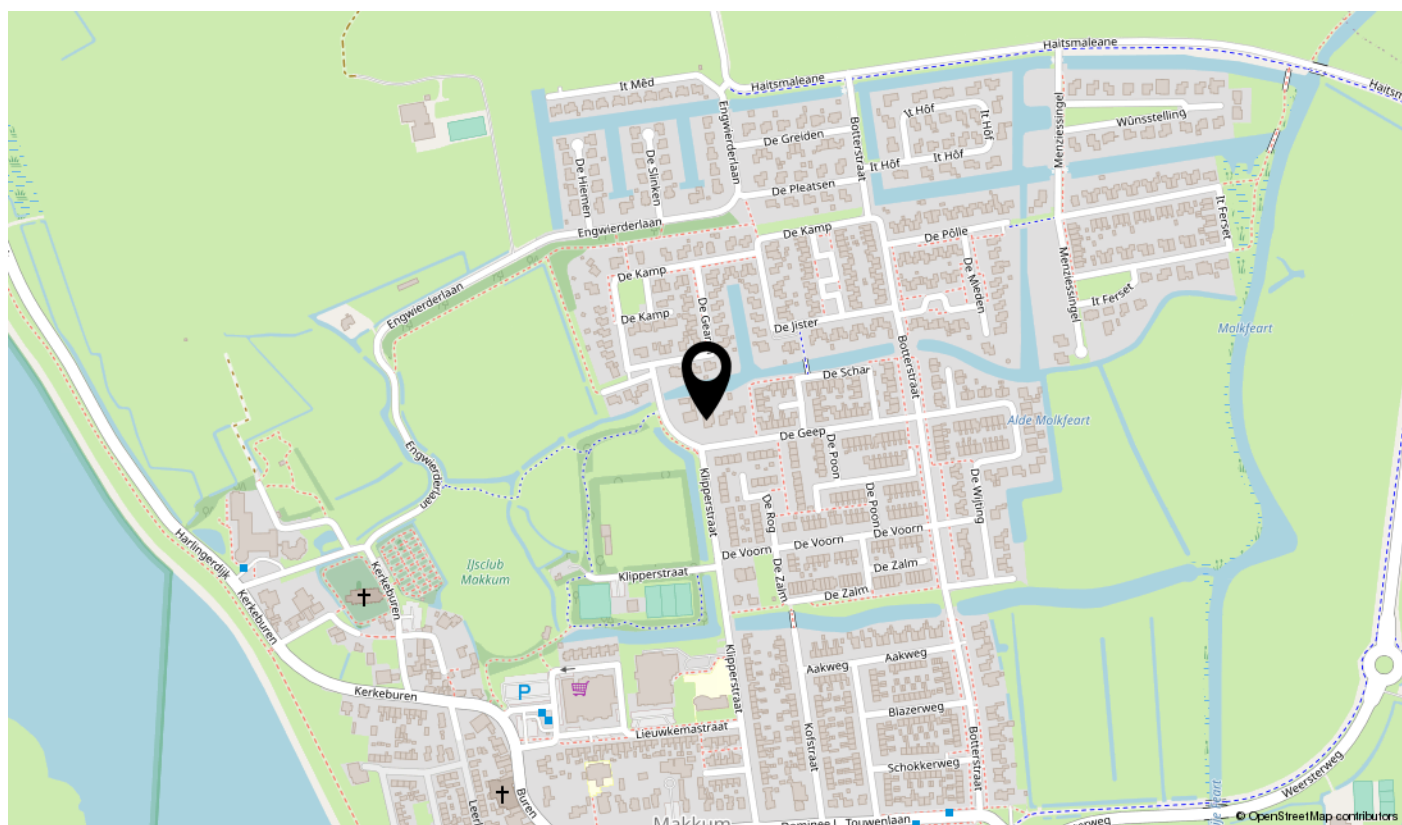 Haitsmaleane
Haitsmaleane
It Mêd
Engwierderlaan
Botterstraat
It Hôf
It Hôf
It Hôf
It Hôf
De Greiden
De Pleatsen
Menziessingel
Wûnsstelling
De Hiemen
De Slinken
Engwierderlaan
De Kamp
De Pôlle
It Ferset
De Kamp
De Mieden
Menziessingel
De Kamp
De Jister
It Ferset
Engwierderlaan
Molkfeart
Botterstraat
De Schar
Alde Molkfeart
De Geep
De Poon
Engwierderlaan
Klipperstraat
De Rog
De Poon
De Wijting
De Voorn
De Voorn
De Voorn
Harlingerdijk
IJsclub
Makkum
Klipperstraat
De Zalm
De Zalm
De Zalm
Kerkeburen
Kerkeburen
Klipperstraat
Aakweg
Aakweg
P
Kerkeburen
Blazerweg
Lieuwkemastraat
Kofstraat
Botterstraat
Schokkerweg
Weersterweg
Buren
Makkum
© OpenStreetMap contributors